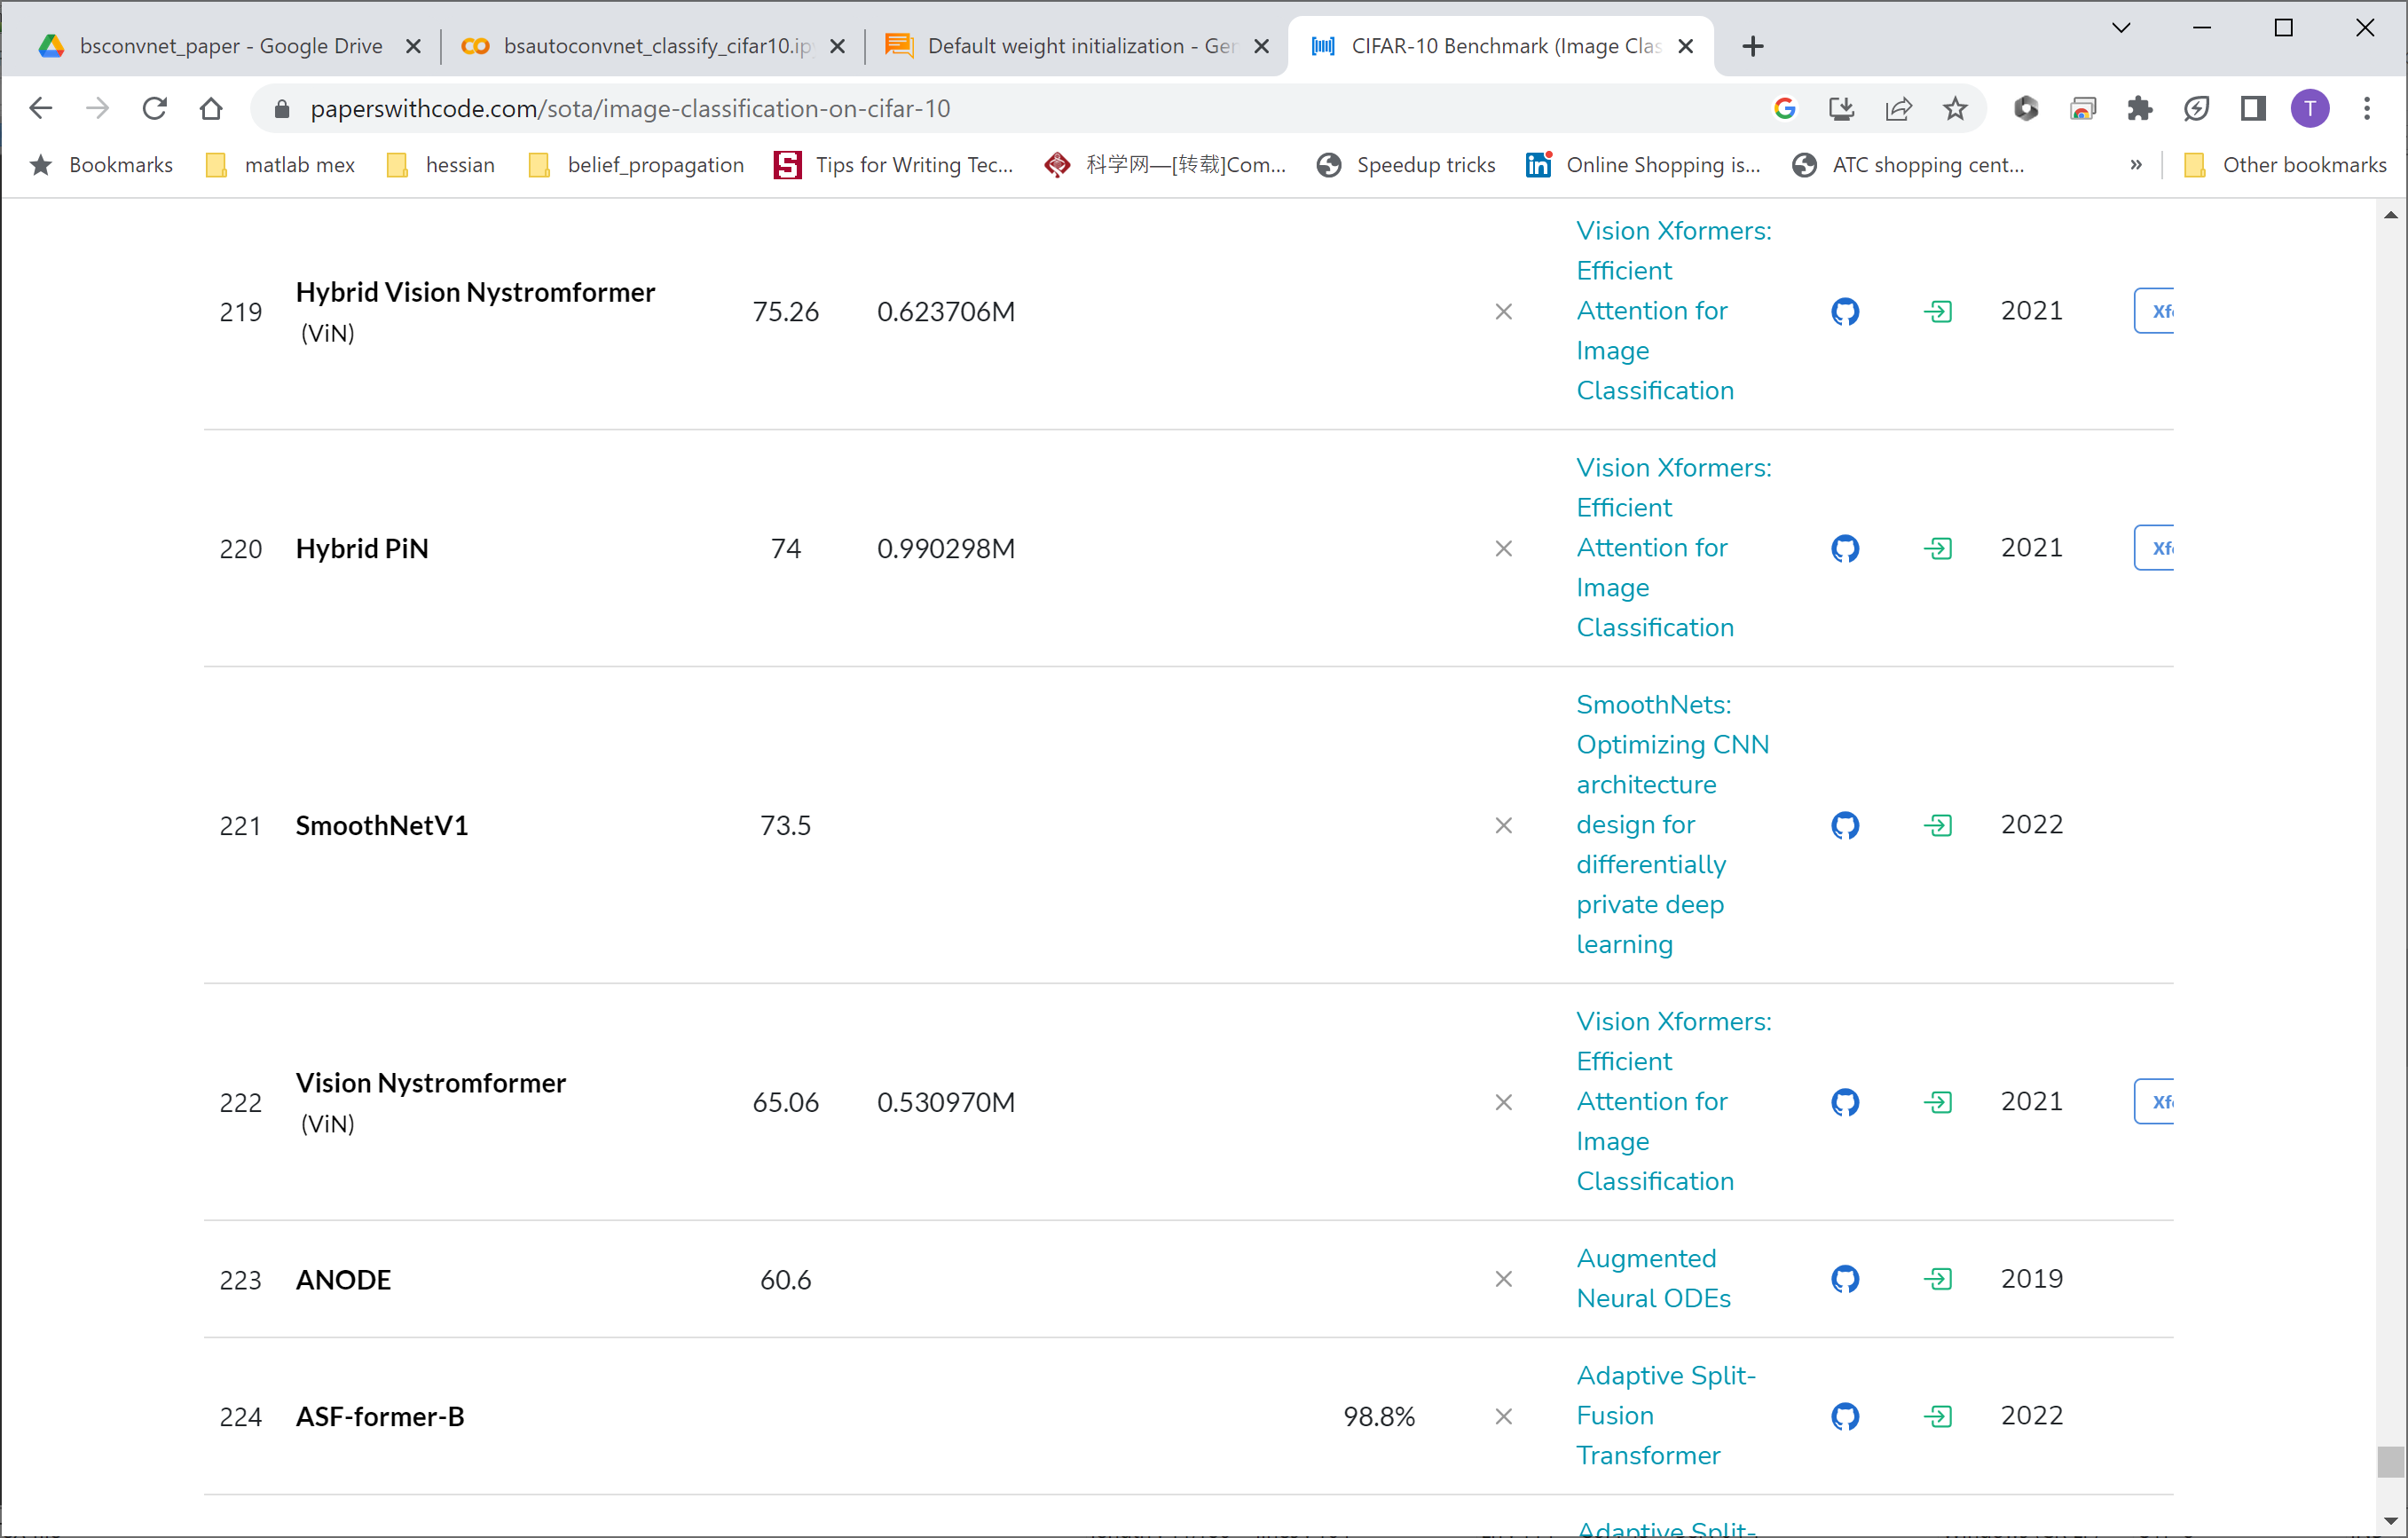 bsconvnet_paper - Google Drive
bsautoconvnet_classify_cifar10.ip
Default weight initialization - Ger
CIFAR-10 Benchmark (Image Clas
paperswithcode.com/sota/image-classification-on-cifar-10
T
Bookmarks
matlab mex
hessian
belief_propagation
S
Tips for Writing Tec...
科学网—[转载]Com...
Speedup tricks
in
Online Shopping is...
ATC shopping cent...
»
Other bookmarks
219
Hybrid Vision Nystromformer
(ViN)
75.26
0.623706M
Vision Xformers:
Efficient
Attention for
Image
Classification
2021
Xf
220
Hybrid PiN
74
0.990298M
Vision Xformers:
Efficient
Attention for
Image
Classification
2021
Xf
221
SmoothNetV1
73.5
SmoothNets:
Optimizing CNN
architecture
design for
differentially
private deep
learning
2022
222
Vision Nystromformer
(ViN)
65.06
0.530970M
Vision Xformers:
Efficient
Attention for
Image
Classification
2021
Xf
223
ANODE
60.6
Augmented
Neural ODEs
2019
224
ASF-former-B
98.8%
Adaptive Split-
Fusion
Transformer
2022
Adaptive Split-